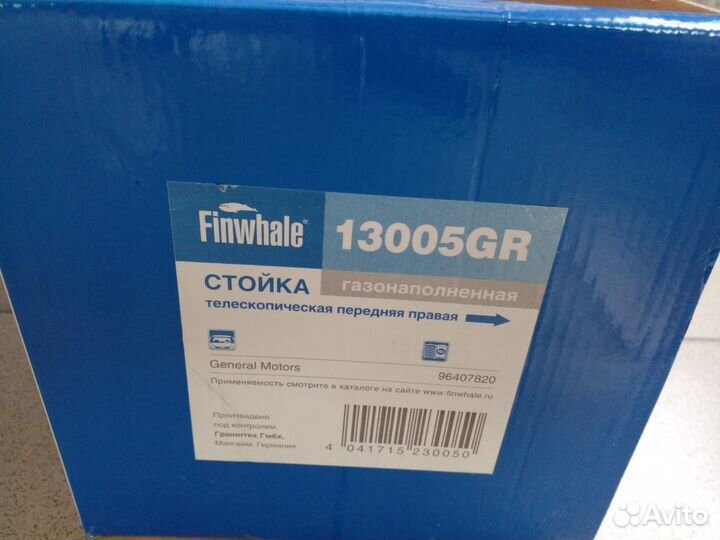 Finwhale®
13005GR
СТОЙКА
газонаполненная
телескопическая передняя правая
General Motors
96407820
Применяемость смотрите в каталоге на сайте www.finwhale.ru
Произведено
под контролем
Грюннтех Гмбх,
Мангейм, Германия
4 041715 230050
Avito